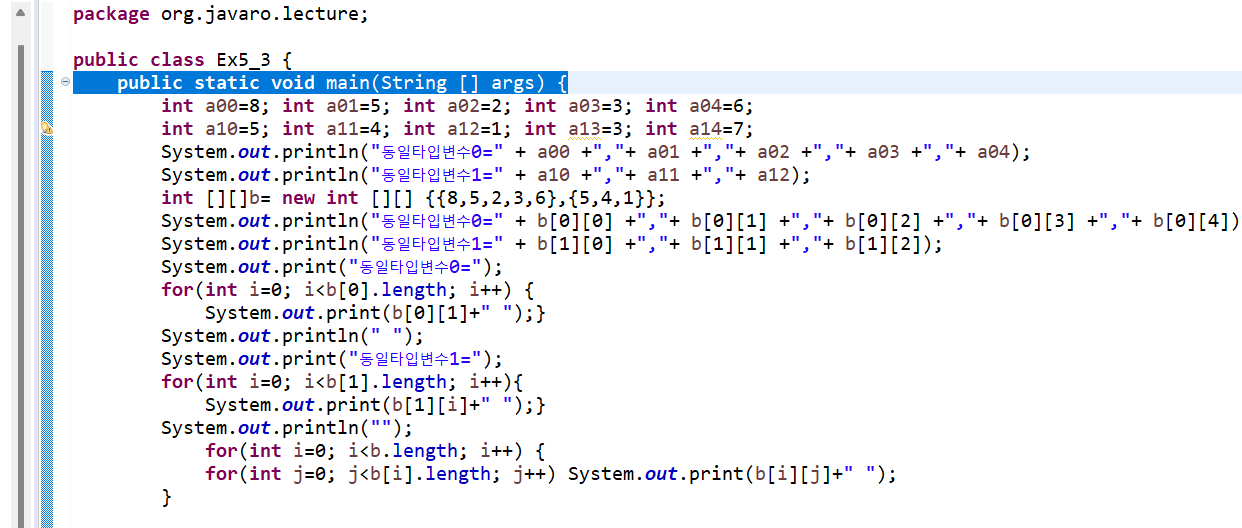 package org.javaro.lecture;
public class Ex5_3 {
public static void main(String [] args) {
int a00=8; int a01=5; int a02=2; int a03=3; int a04=6;
int a10=5; int a11=4; int a12=1; int a13=3; int a14=7;
System.out.println("동일타입변수0=" + a00 +","+ a01 +","+ a02 +","+ a03 +","+ a04);
System.out.println("동일타입변수1=" + a10 +","+ a11 +","+ a12);
int [][]b= new int [][] {{8,5,2,3,6},{5,4,1}};
System.out.println("동일타입변수0=" + b[0][0] +","+ b[0][1] +","+ b[0][2] +","+ b[0][3] +","+ b[0][4])
System.out.println("동일타입변수1=" + b[1][0] +","+ b[1][1] +","+ b[1][2]);
System.out.print("동일타입변수0=");
for(int i=0; i<b[0].length; i++) {
System.out.print(b[0][1]+" ");}
System.out.println(" ");
System.out.print("동일타입변수1=");
for(int i=0; i<b[1].length; i++){
System.out.print(b[1][i]+" ");}
System.out.println("");
for(int i=0; i<b.length; i++) {
for(int j=0; j<b[i].length; j++) System.out.print(b[i][j]+" ");
}